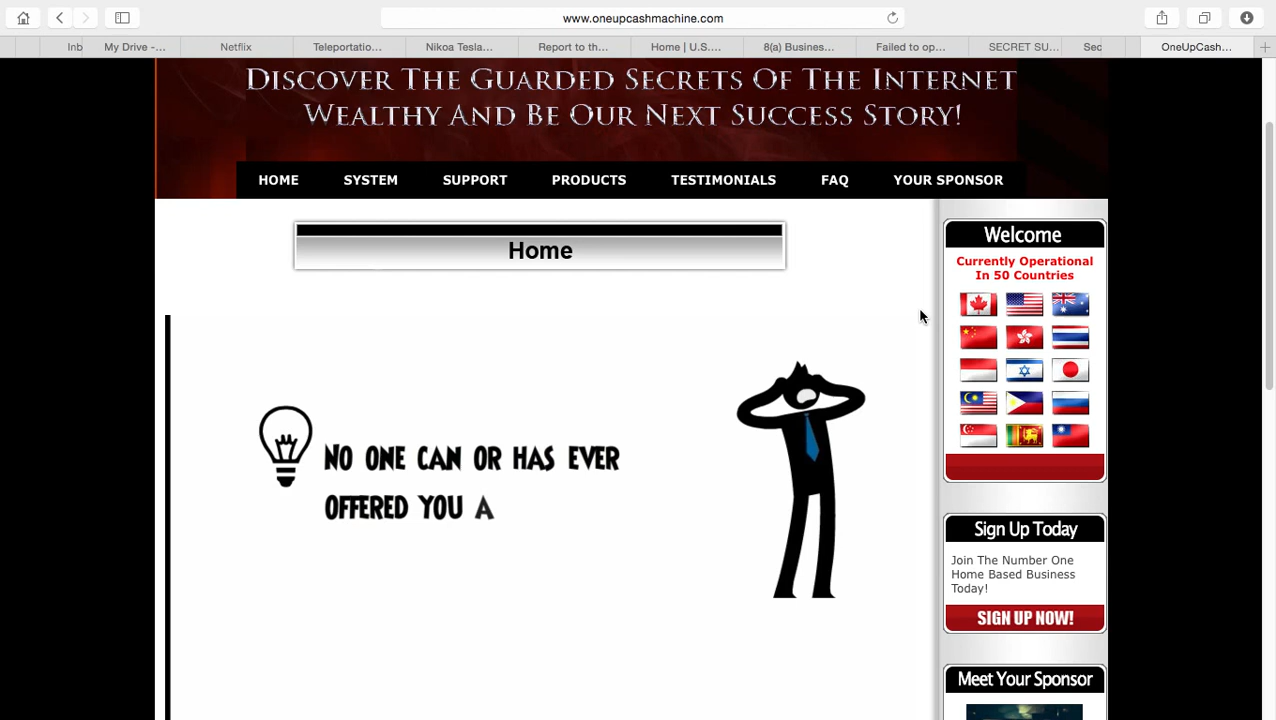 www.oneupcashmachine.com
Inb
My Drive -...
Netflix
Teleportatio...
Nikoa Tesla...
Report to th...
Home | U.S....
8(a) Busines...
Failed to op...
SECRET SU...
Sec
OneUpCash...
Discover The Guarded Secrets Of The Internet
Wealthy And Be Our Next Success Story!
HOME
SYSTEM
SUPPORT
PRODUCTS
TESTIMONIALS
FAQ
YOUR SPONSOR
Home
No one can or has ever
offered you a
Welcome
Currently Operational
In 50 Countries
Sign Up Today
Join The Number One
Home Based Business
Today!
SIGN UP NOW!
Meet Your Sponsor